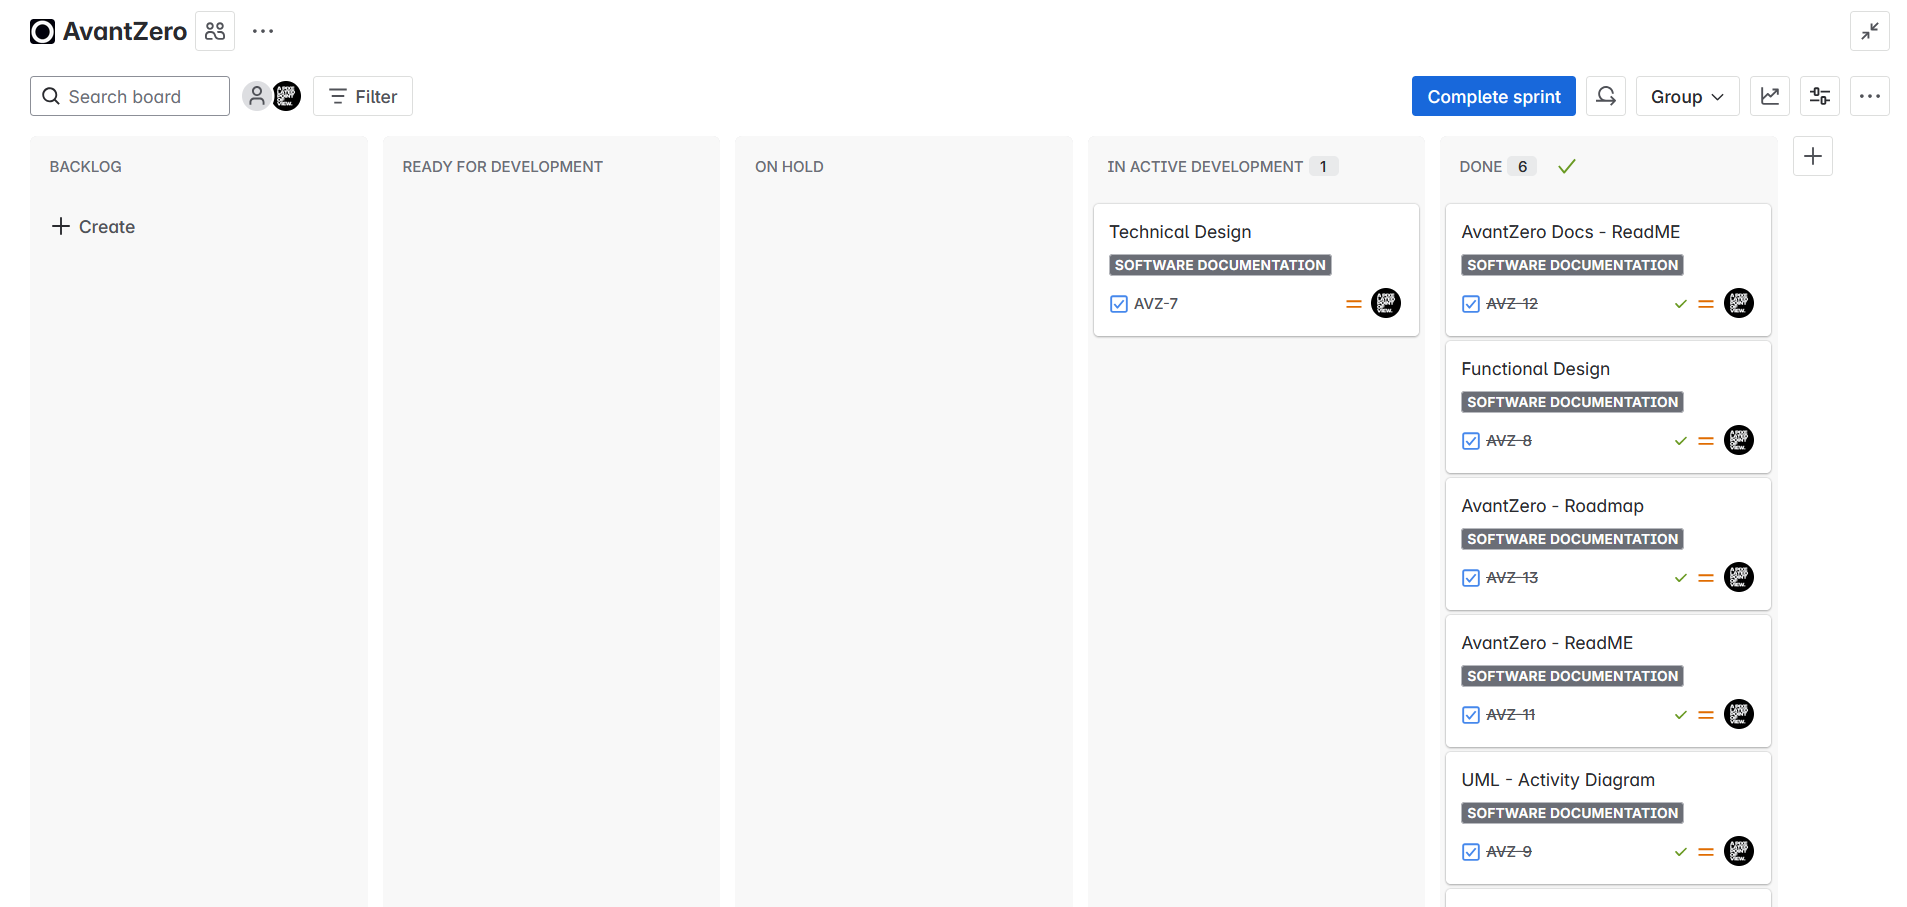 AvantZero
Search board
Filter
Complete sprint
Group
BACKLOG
Create
READY FOR DEVELOPMENT
ON HOLD
IN ACTIVE DEVELOPMENT 1
Technical Design
SOFTWARE DOCUMENTATION
AVZ-7
DONE 6
AvantZero Docs - ReadME
SOFTWARE DOCUMENTATION
AVZ-12
Functional Design
SOFTWARE DOCUMENTATION
AVZ-8
AvantZero - Roadmap
SOFTWARE DOCUMENTATION
AVZ-13
AvantZero - ReadME
SOFTWARE DOCUMENTATION
AVZ-11
UML - Activity Diagram
SOFTWARE DOCUMENTATION
AVZ-9